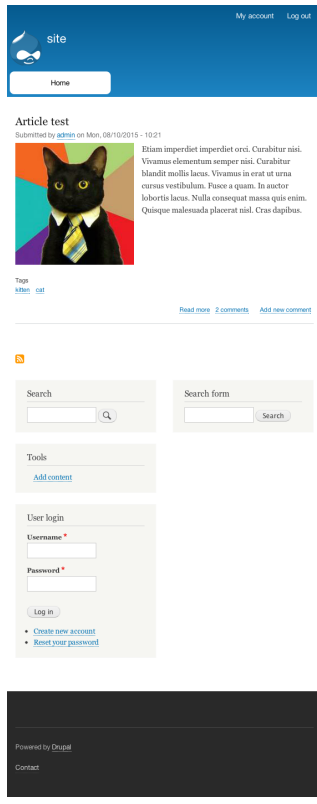 My account Log out
site
Home
Article test
Submitted by admin on Mon, 08/10/2015 - 10:21
Etiam imperdiet imperdiet orci. Curabitur nisi.
Vivamus elementum semper nisi. Curabitur
blandit mollis lacus. Vivamus in erat ut urna
cursus vestibulum. Fusce a quam. In auctor
lobortis lacus. Nulla consequat massa quis enim.
Quisque malesuada placerat nisl. Cras dapibus.
Tags
kitten cat
Read more 2 comments Add new comment
Search
Search form
Search
Tools
Add content
User login
Username *
Password *
Log in
Create new account
Reset your password
Powered by Drupal
Contact